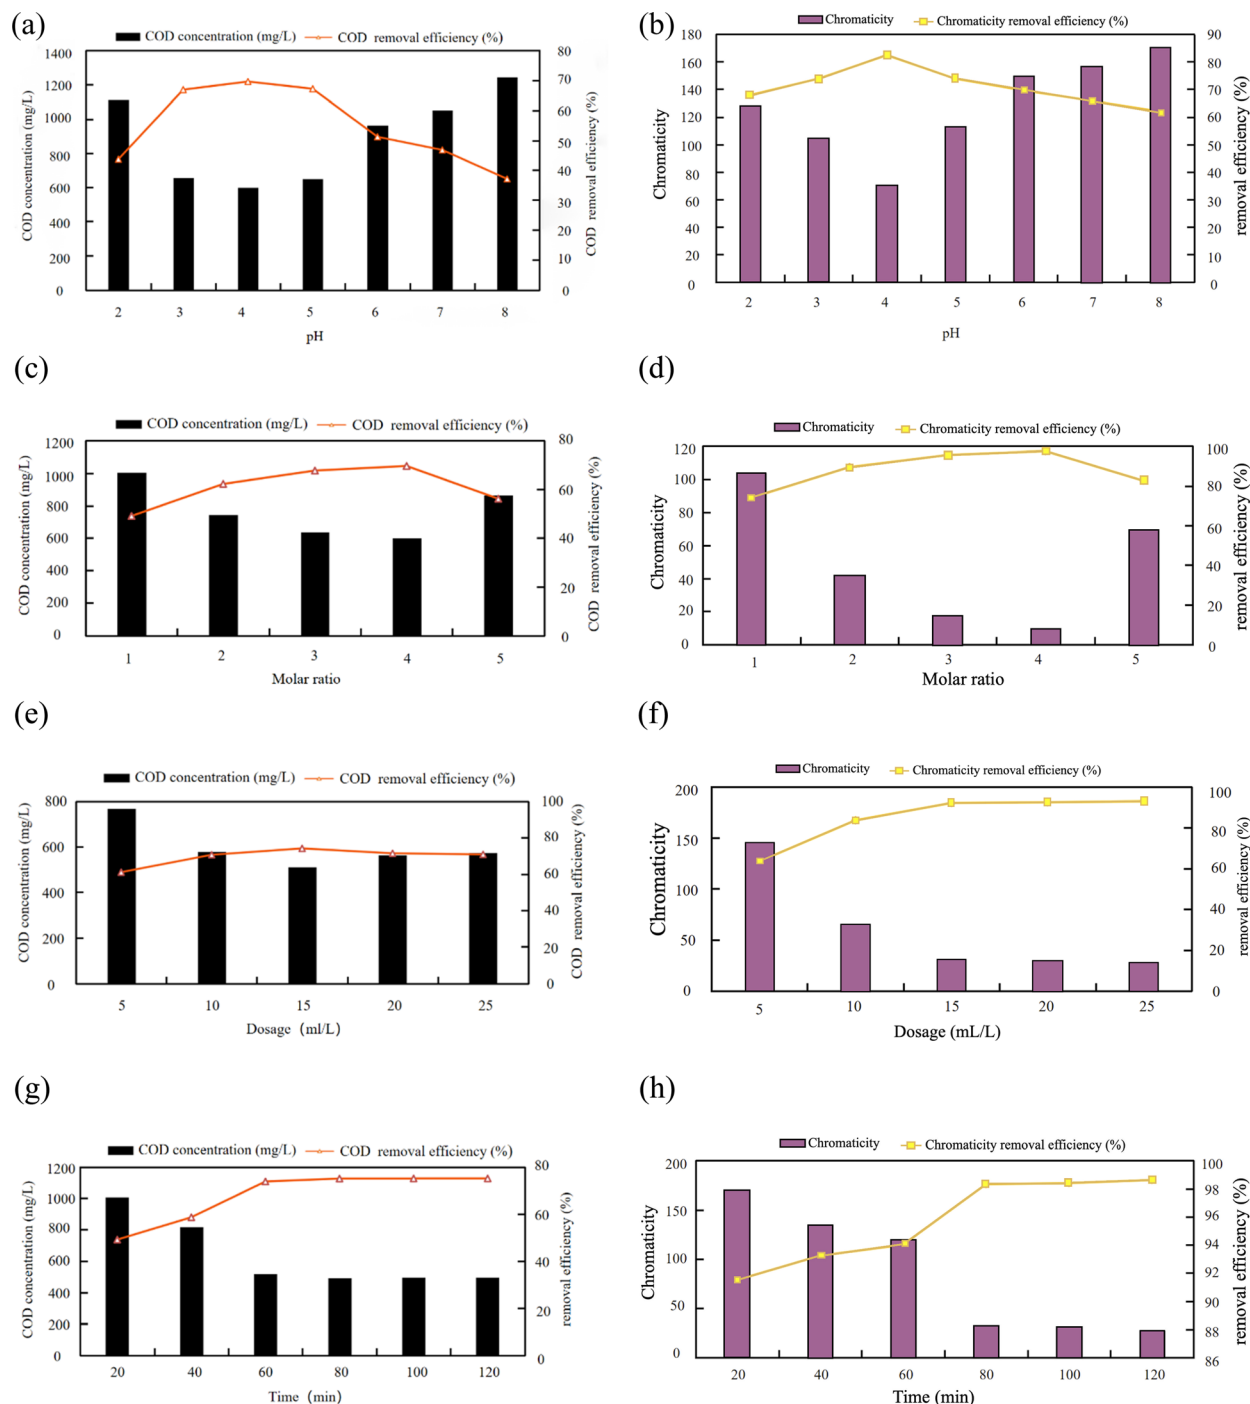 (a)
COD concentration (mg/L) COD removal efficiency (%)
COD concentration (mg/L)
1400
1200
1000
800
600
400
200
0
80
70
60
50
40
30
20
10
0
COD removal efficiency (%)
2 3 4 5 6 7 8
pH
(b)
Chromaticity Chromaticity removal efficiency (%)
Chromaticity
180
160
140
120
100
80
60
40
20
0
90
80
70
60
50
40
30
20
10
0
removal efficiency (%)
2 3 4 5 6 7 8
pH
(c)
COD concentration (mg/L) COD removal efficiency (%)
COD concentration (mg/L)
1200
1000
800
600
400
200
0
80
60
40
20
0
COD removal efficiency (%)
1 2 3 4 5
Molar ratio
(d)
Chromaticity Chromaticity removal efficiency (%)
Chromaticity
120
100
80
60
40
20
0
100
80
60
40
20
0
removal efficiency (%)
1 2 3 4 5
Molar ratio
(e)
COD concentration (mg/L) COD removal efficiency (%)
COD concentration (mg/L)
800
600
400
200
0
100
80
60
40
20
0
COD removal efficiency (%)
5 10 15 20 25
Dosage (ml/L)
(f)
Chromaticity Chromaticity removal efficiency (%)
Chromaticity
200
150
100
50
0
100
80
60
40
20
0
removal efficiency (%)
5 10 15 20 25
Dosage (mL/L)
(g)
COD concentration (mg/L) COD removal efficiency (%)
COD concentration (mg/L)
1200
1000
800
600
400
200
0
80
60
40
20
0
removal efficiency (%)
20 40 60 80 100 120
Time (min)
(h)
Chromaticity Chromaticity removal efficiency (%)
Chromaticity
200
150
100
50
0
100
98
96
94
92
90
88
86
removal efficiency (%)
20 40 60 80 100 120
Time (min)